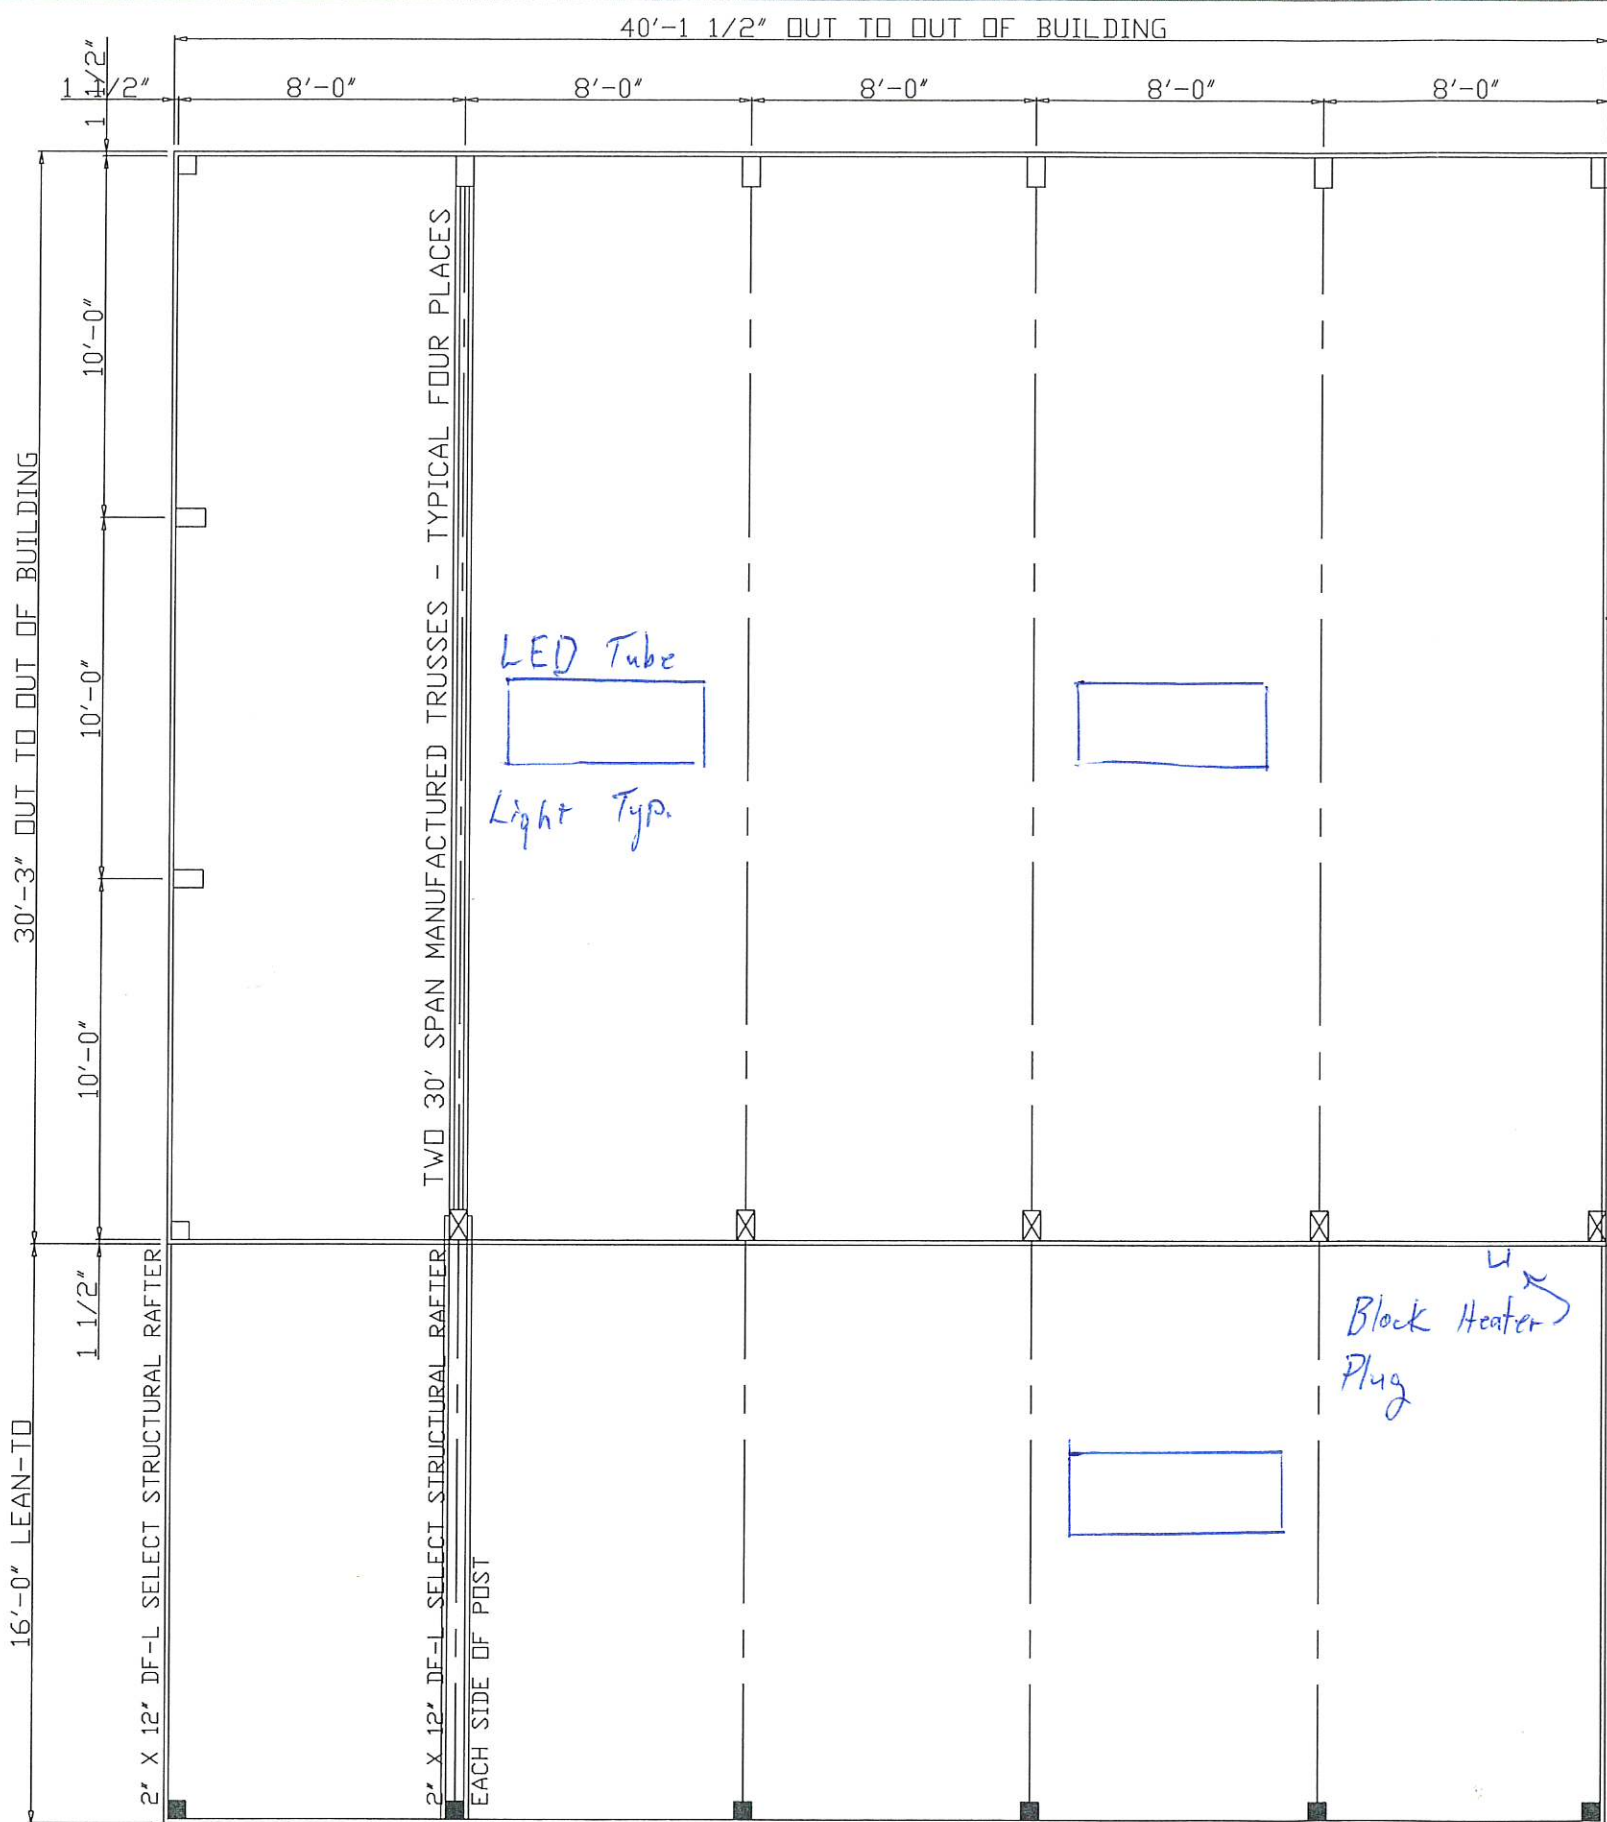 40'-1 1/2" OUT TO OUT OF BUILDING
1 1/2"
1 1/2"
8'-0"
8'-0"
8'-0"
8'-0"
8'-0"
30'-3" OUT TO OUT OF BUILDING
10'-0"
10'-0"
10'-0"
1 1/2"
16'-0" LEAN-TO
TWO 30' SPAN MANUFACTURED TRUSSES - TYPICAL FOUR PLACES
LED Tube
Light Typ.
2" X 12" DF-L SELECT STRUCTURAL RAFTER
2" X 12" DF-L SELECT STRUCTURAL RAFTER
EACH SIDE OF POST
Block Heater
Plug